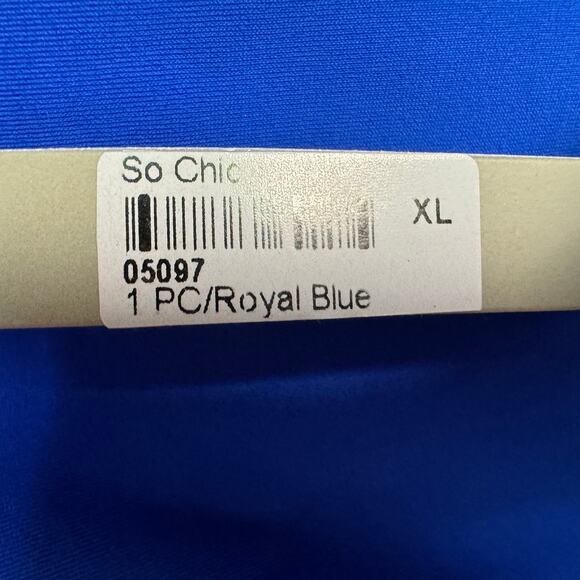 So Chic
XL
05097
1 PC/Royal Blue